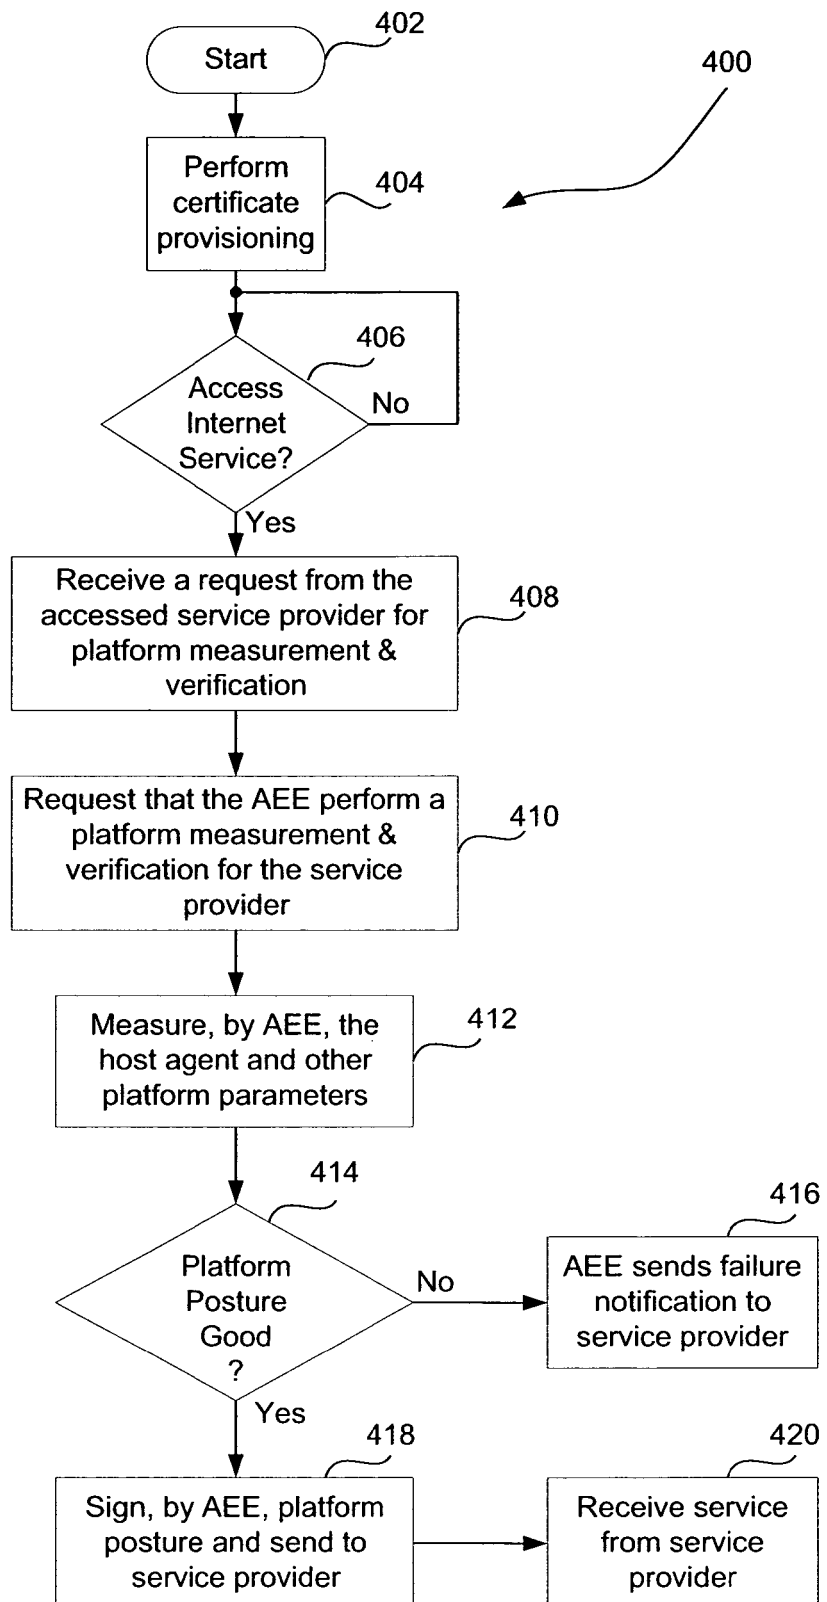 402
Start
400
Perform
certificate
provisioning
404
406
Access
Internet
Service?
No
Yes
Receive a request from the
accessed service provider for
platform measurement &
verification
408
Request that the AEE perform a
platform measurement &
verification for the service
provider
410
Measure, by AEE, the
host agent and other
platform parameters
412
414
Platform
Posture
Good
?
No
416
AEE sends failure
notification to
service provider
Yes
418
Sign, by AEE, platform
posture and send to
service provider
420
Receive service
from service
provider